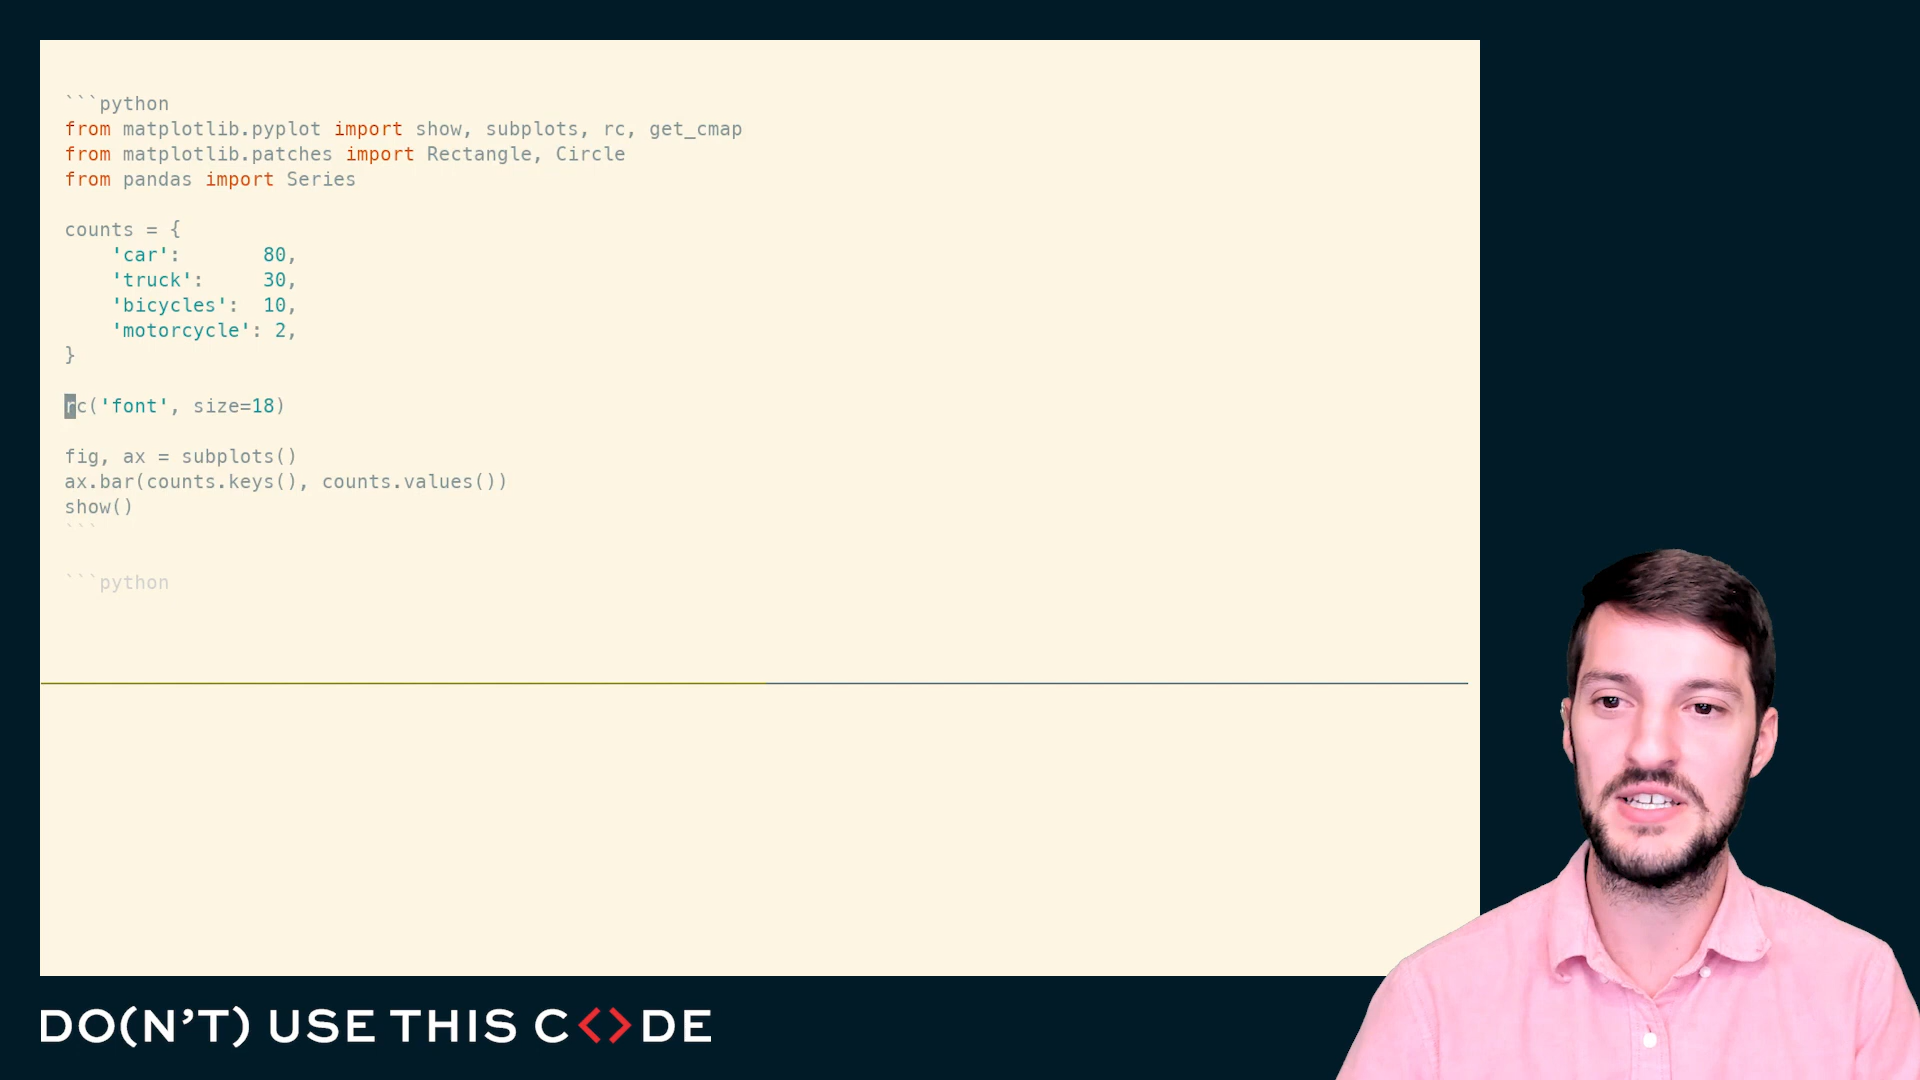 ```python
from matplotlib.pyplot import show, subplots, rc, get_cmap
from matplotlib.patches import Rectangle, Circle
from pandas import Series
counts = {
    'car':       80,
    'truck':     30,
    'bicycles':  10,
    'motorcycle': 2,
}
rc('font', size=18)
fig, ax = subplots()
ax.bar(counts.keys(), counts.values())
show()
```
```python
DO(N'T) USE THIS C<>DE